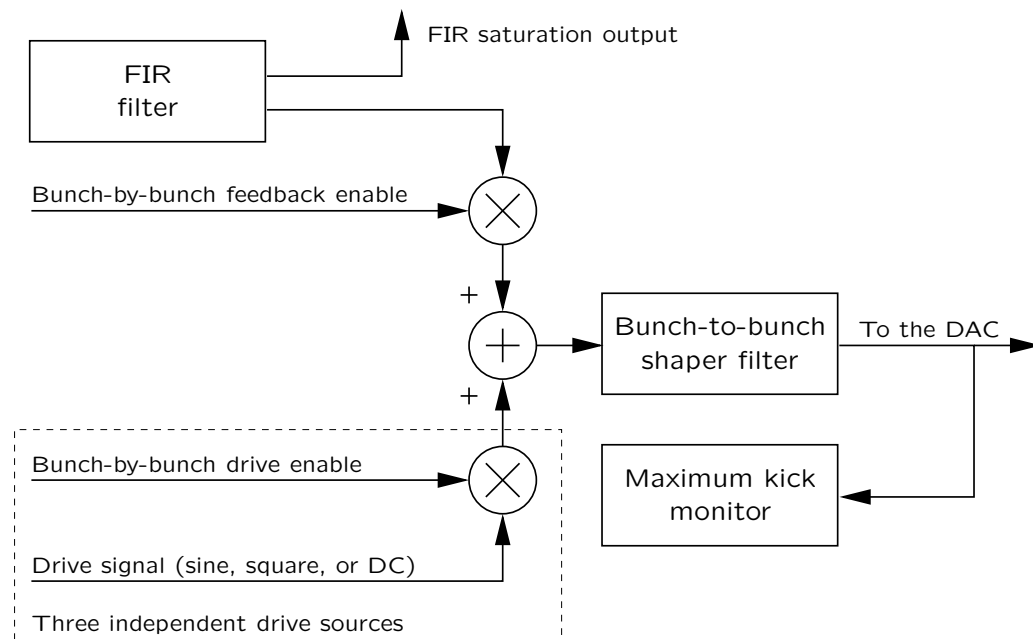 FIR saturation output
FIR
filter
Bunch-by-bunch feedback enable
+
Bunch-to-bunch
shaper filter
To the DAC
+
Bunch-by-bunch drive enable
Maximum kick
monitor
Drive signal (sine, square, or DC)
Three independent drive sources